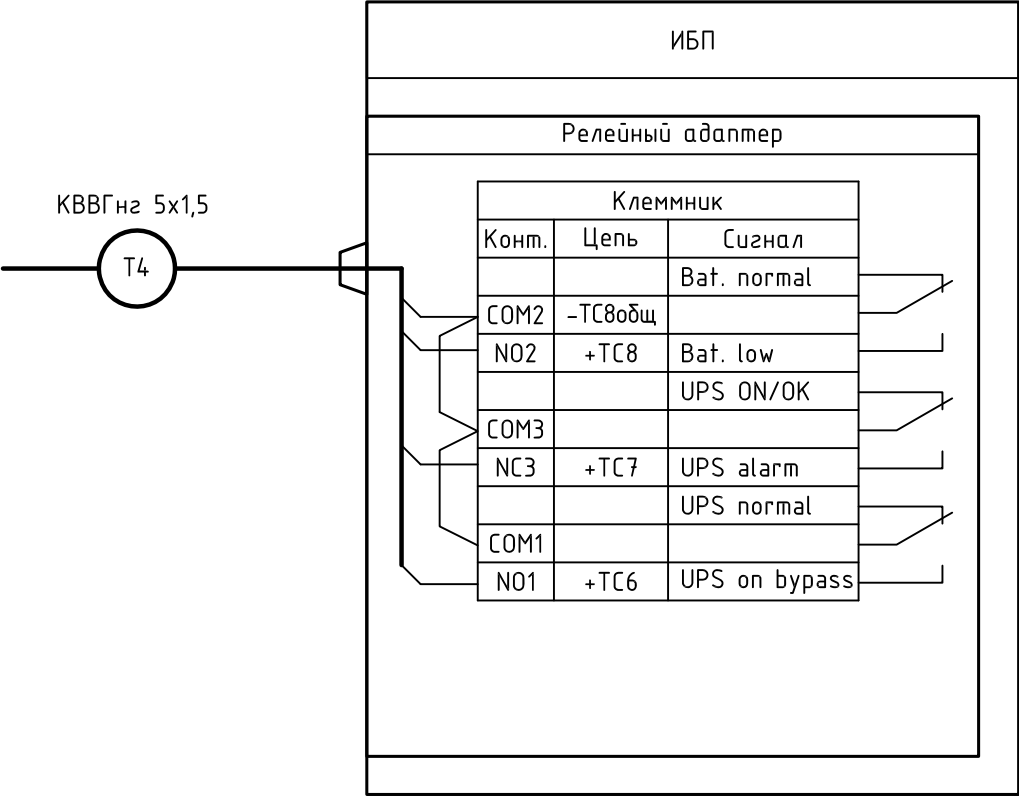 ИБП
Релейный адаптер
КВВГнг 5х1,5
Т4
Клеммник
Конт. Цепь Сигнал
Bat. normal
COM2 -ТС8общ
NO2 +ТС8 Bat. low
UPS ON/OK
COM3
NC3 +ТС7 UPS alarm
UPS normal
COM1
NO1 +ТС6 UPS on bypass